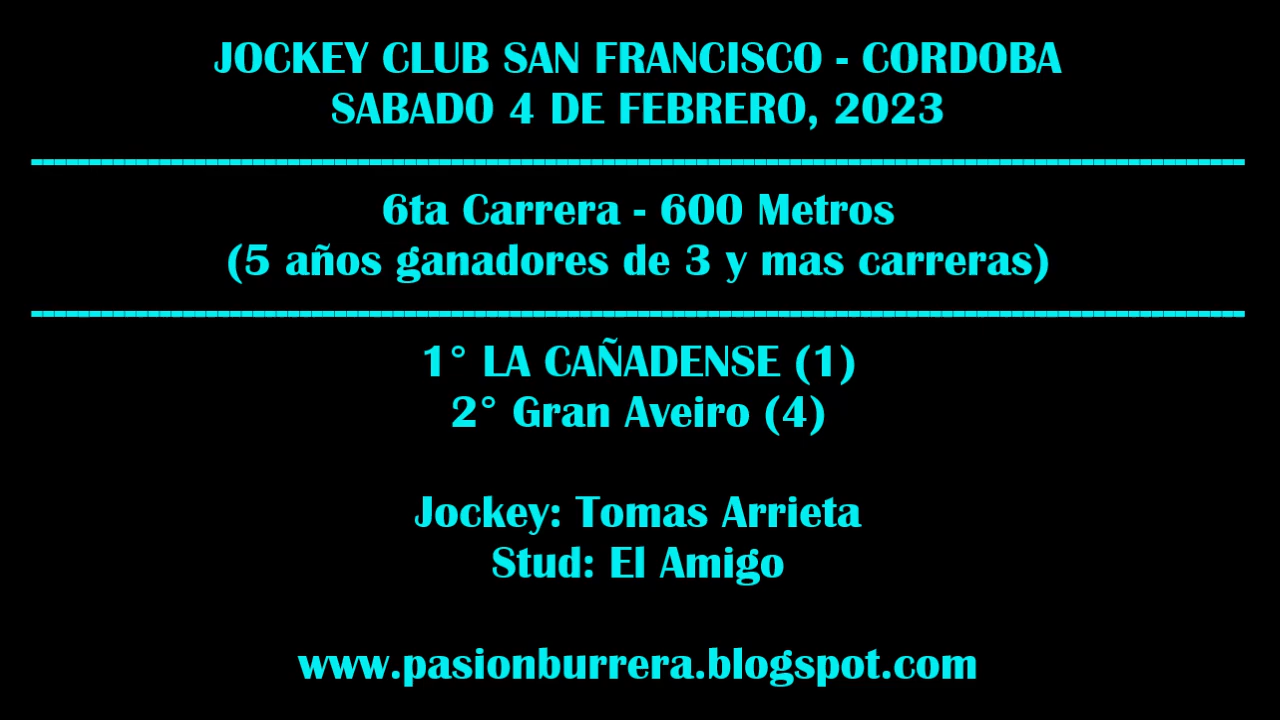 JOCKEY CLUB SAN FRANCISCO - CORDOBA
SABADO 4 DE FEBRERO, 2023
6ta Carrera - 600 Metros
(5 años ganadores de 3 y mas carreras)
1° LA CAÑADENSE (1)
2° Gran Aveiro (4)
Jockey: Tomas Arrieta
Stud: El Amigo
www.pasionburrera.blogspot.com